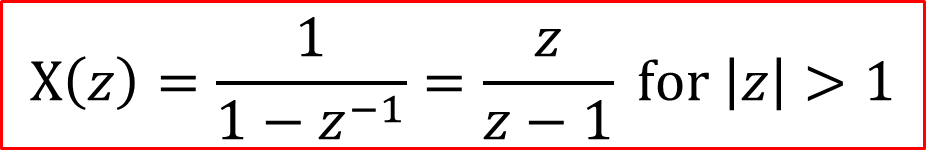 X(z) = 1 / (1 − z⁻¹) = z / (z − 1) for |z| > 1